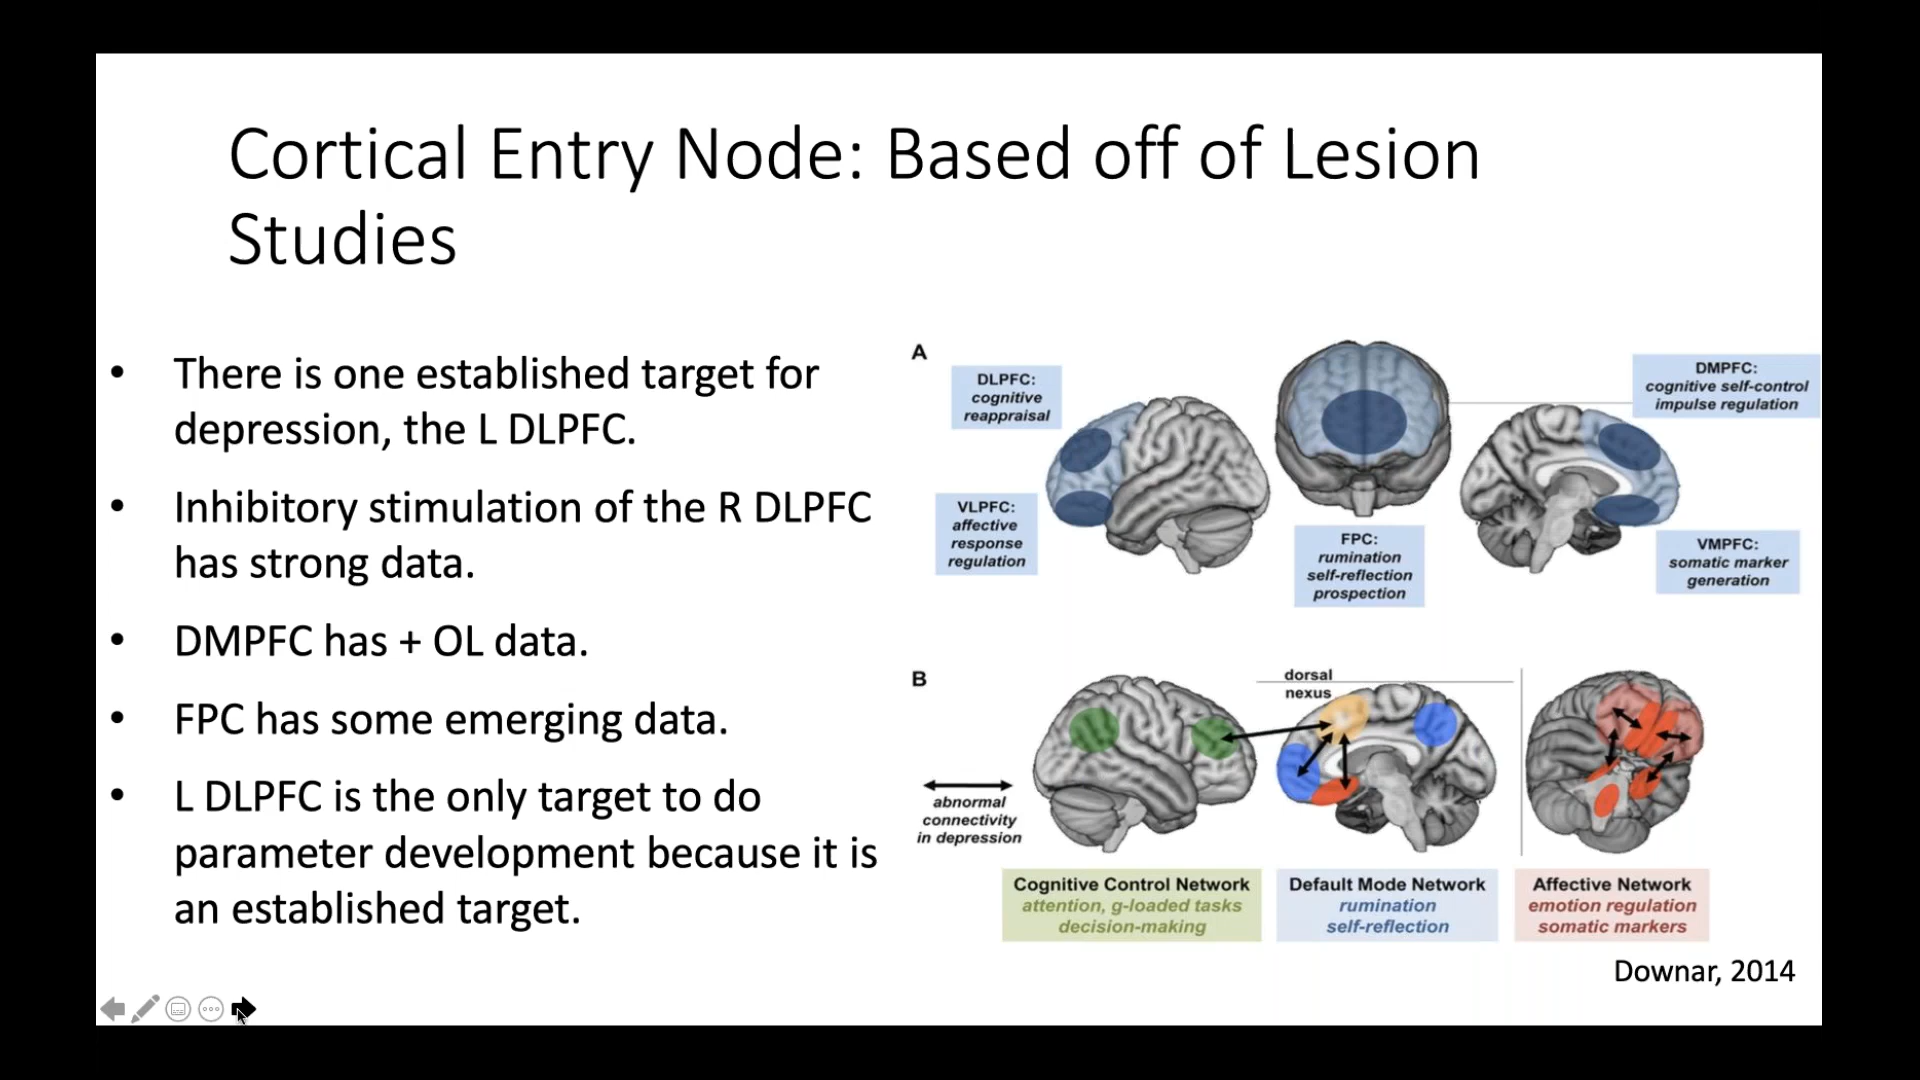 Cortical Entry Node: Based off of Lesion
Studies
• There is one established target for
depression, the L DLPFC.
• Inhibitory stimulation of the R DLPFC
has strong data.
• DMPFC has + OL data.
• FPC has some emerging data.
• L DLPFC is the only target to do
parameter development because it is
an established target.
A
DLPFC:
cognitive
reappraisal
VLPFC:
affective
response
regulation
FPC:
rumination
self-reflection
prospection
DMPFC:
cognitive self-control
impulse regulation
VMPFC:
somatic marker
generation
B
dorsal
nexus
abnormal
connectivity
in depression
Cognitive Control Network
attention, g-loaded tasks
decision-making
Default Mode Network
rumination
self-reflection
Affective Network
emotion regulation
somatic markers
Downar, 2014